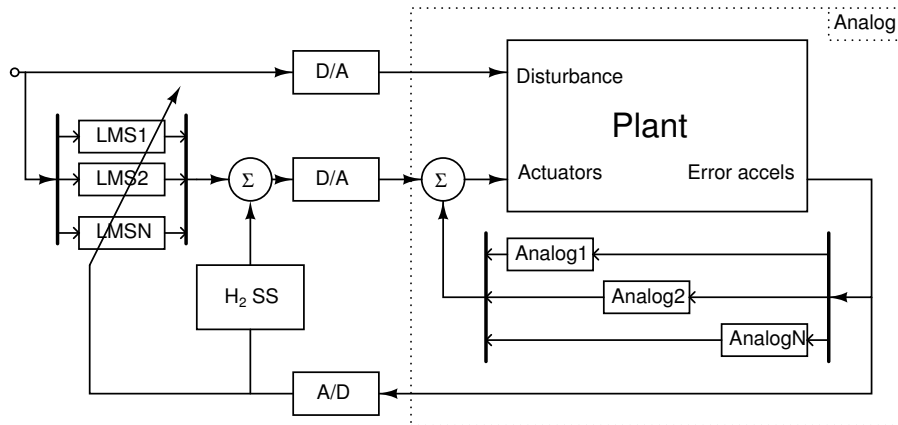 Analog
D/A
Disturbance
Plant
LMS1
LMS2
LMSN
Σ
D/A
Σ
Actuators
Error accels
H₂ SS
Analog1
Analog2
AnalogN
A/D